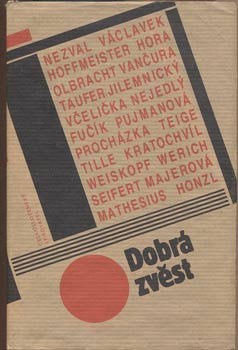 NEZVAL VÁCLAVEK
HOFFMEISTER HORA
OLBRACHT VANČURA
TAUFER JILEMNICKÝ
VČELIČKA NEJEDLÝ
FUČÍK PUJMANOVÁ
PROCHÁZKA TEIGE
TILLE KRATOCHVÍL
WEISKOPF WERICH
SEIFERT MAJEROVÁ
MATHESIUS HONZL
Dobrá
zvěst